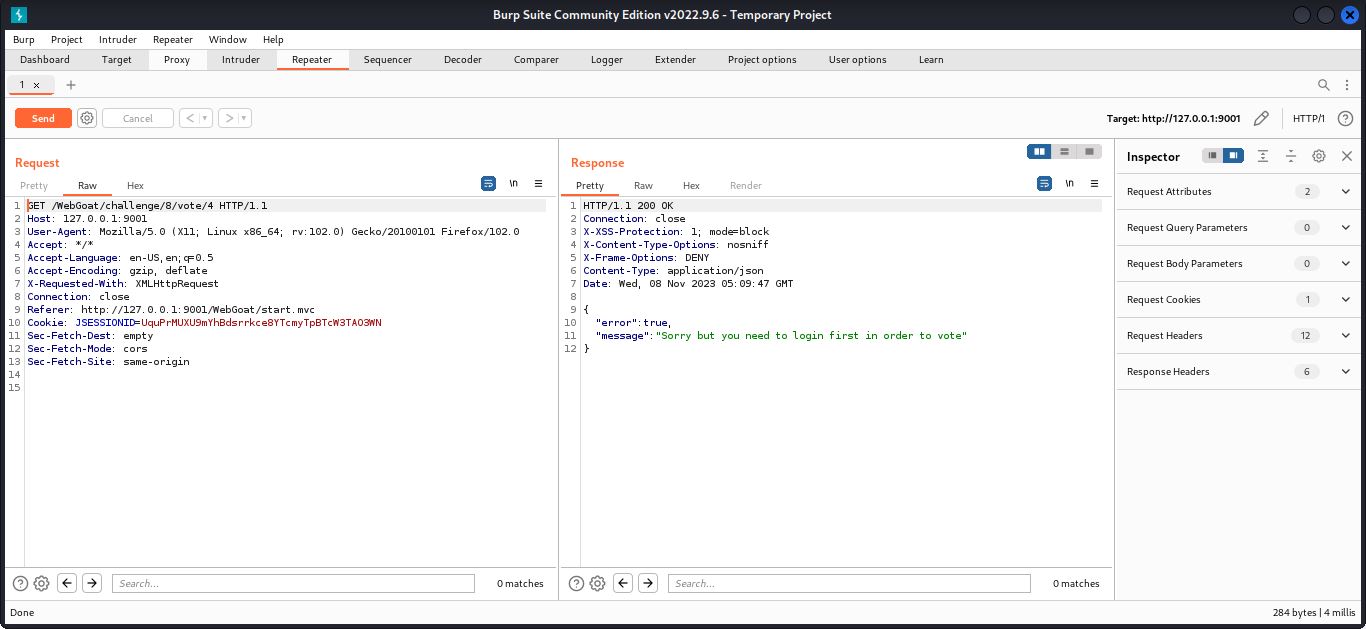 Burp Suite Community Edition v2022.9.6 - Temporary Project
Burp Project Intruder Repeater Window Help
Dashboard Target Proxy Intruder Repeater Sequencer Decoder Comparer Logger Extender Project options User options Learn
1 ×
Send Cancel < > Target: http://127.0.0.1:9001 HTTP/1
Request
Pretty Raw Hex \n
1 GET /WebGoat/challenge/8/vote/4 HTTP/1.1
2 Host: 127.0.0.1:9001
3 User-Agent: Mozilla/5.0 (X11; Linux x86_64; rv:102.0) Gecko/20100101 Firefox/102.0
4 Accept: */*
5 Accept-Language: en-US,en;q=0.5
6 Accept-Encoding: gzip, deflate
7 X-Requested-With: XMLHttpRequest
8 Connection: close
9 Referer: http://127.0.0.1:9001/WebGoat/start.mvc
10 Cookie: JSESSIONID=UquPrMUXU9mYhBdsrrkce8YTcmyTpBTcW3TAO3WN
11 Sec-Fetch-Dest: empty
12 Sec-Fetch-Mode: cors
13 Sec-Fetch-Site: same-origin
14
15
Search...
0 matches
Response
Pretty Raw Hex Render \n
1 HTTP/1.1 200 OK
2 Connection: close
3 X-XSS-Protection: 1; mode=block
4 X-Content-Type-Options: nosniff
5 X-Frame-Options: DENY
6 Content-Type: application/json
7 Date: Wed, 08 Nov 2023 05:09:47 GMT
8
9 {
10 "error":true,
11 "message":"Sorry but you need to login first in order to vote"
12 }
Search...
0 matches
Inspector
Request Attributes 2
Request Query Parameters 0
Request Body Parameters 0
Request Cookies 1
Request Headers 12
Response Headers 6
Done
284 bytes | 4 millis